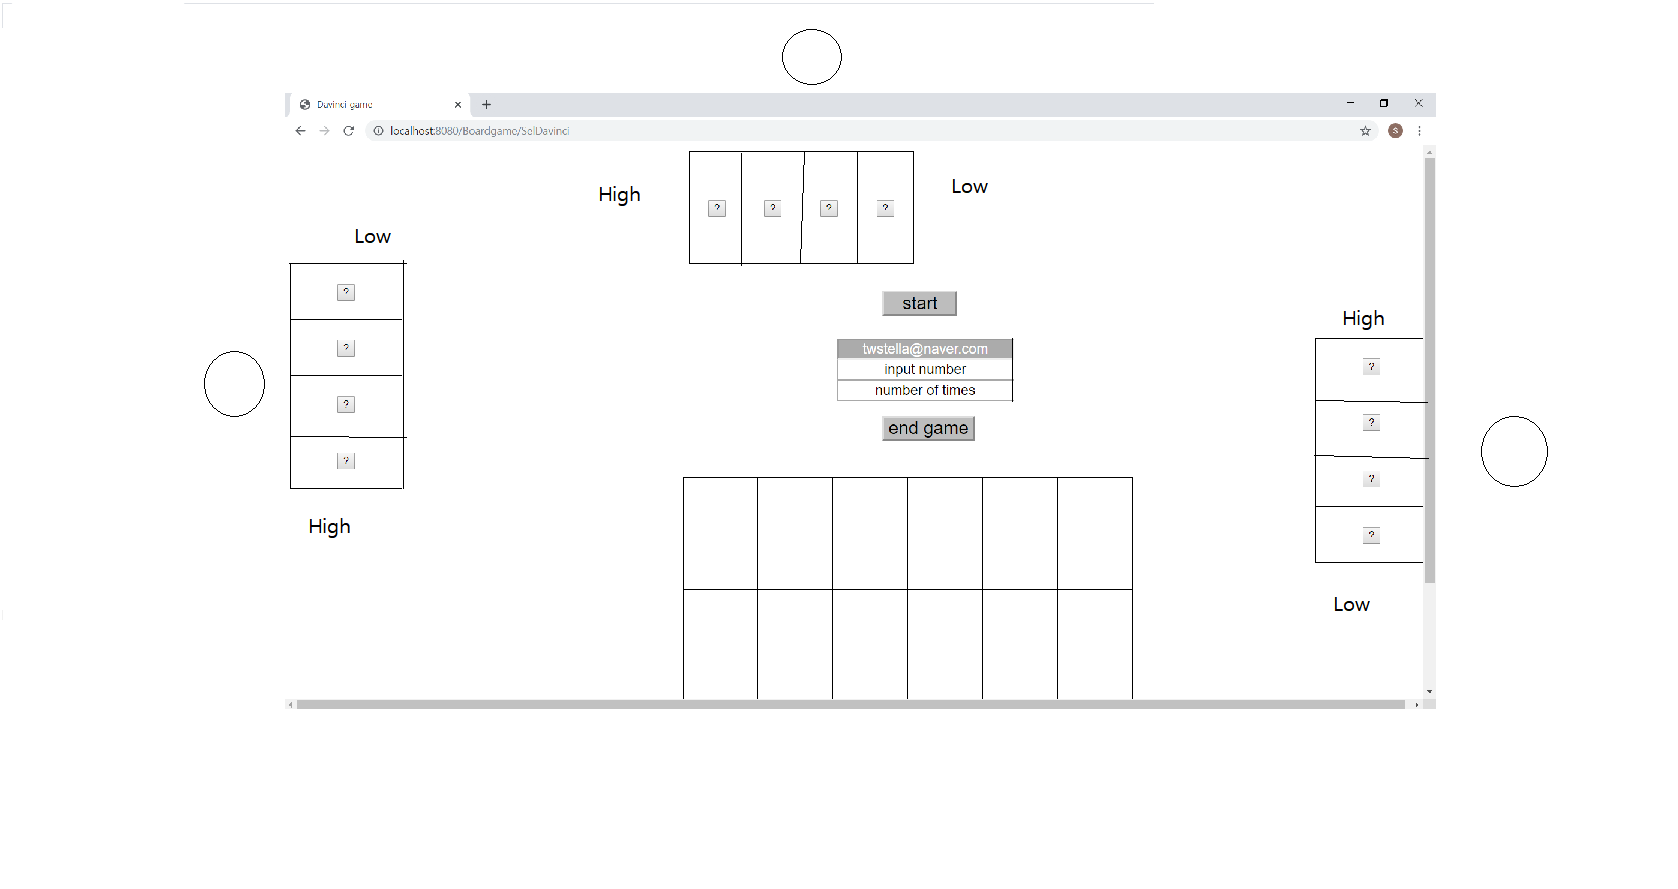 Davinci game
localhost:8080/Boardgame/SelDavinci
S
High
? ? ? ?
Low
Low
?
?
?
?
High
start
twstella@naver.com
input number
number of times
end game
High
?
?
?
?
Low